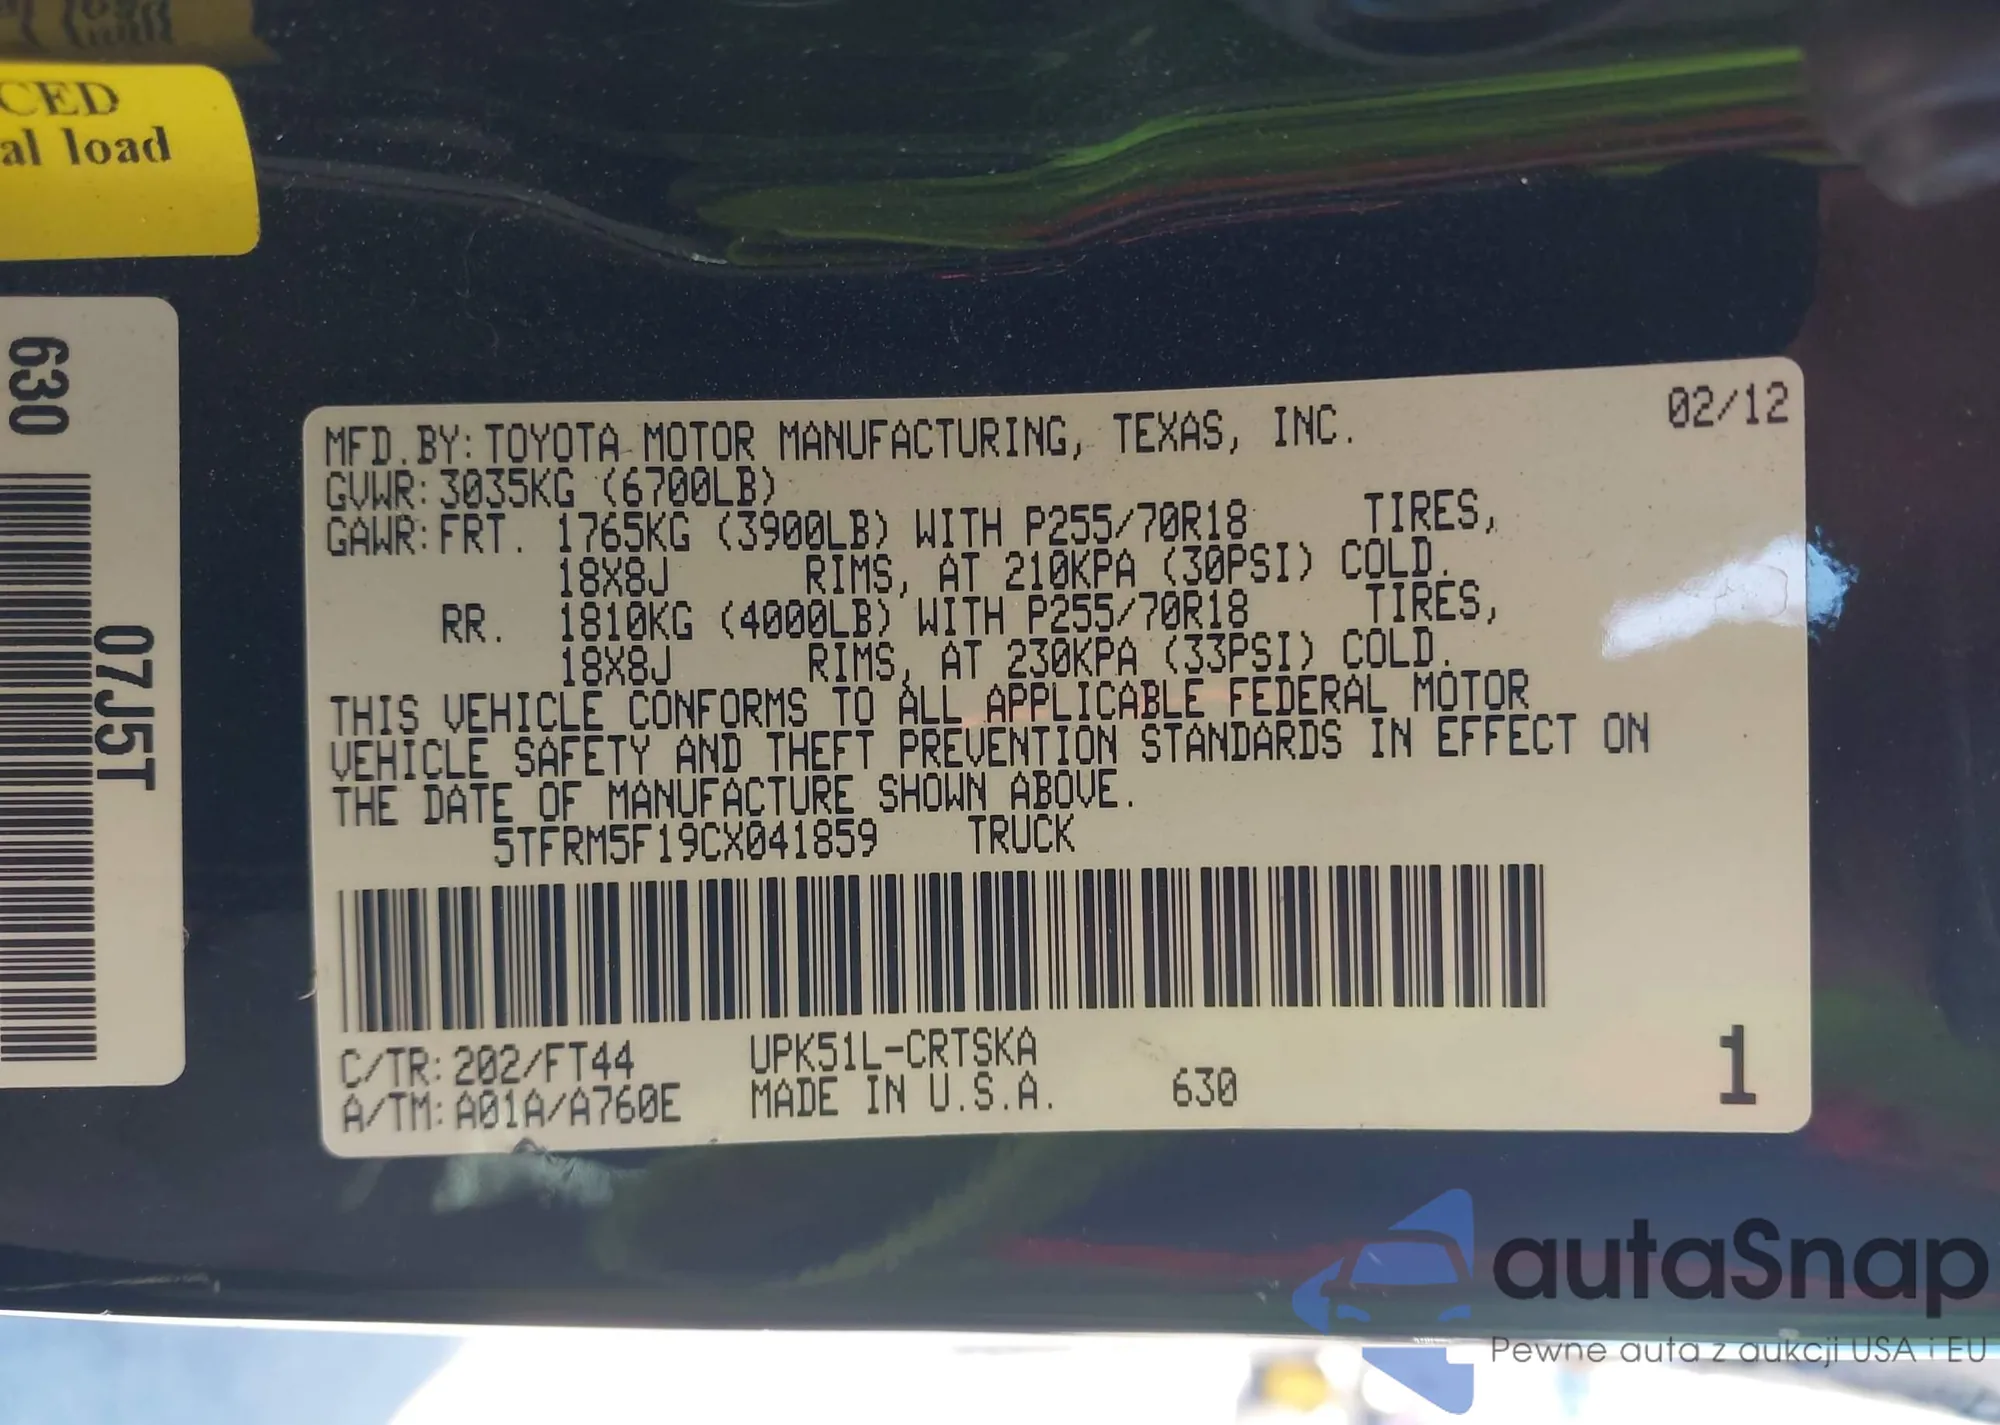 CED
al load
630
07J5T
02/12
MFD.BY:TOYOTA MOTOR MANUFACTURING, TEXAS, INC.
GVWR:3035KG (6700LB)
GAWR:FRT. 1765KG (3900LB) WITH P255/70R18 TIRES,
18X8J RIMS, AT 210KPA (30PSI) COLD.
RR. 1810KG (4000LB) WITH P255/70R18 TIRES,
18X8J RIMS, AT 230KPA (33PSI) COLD.
THIS VEHICLE CONFORMS TO ALL APPLICABLE FEDERAL MOTOR
VEHICLE SAFETY AND THEFT PREVENTION STANDARDS IN EFFECT ON
THE DATE OF MANUFACTURE SHOWN ABOVE.
5TFRM5F19CX041859 TRUCK
C/TR:202/FT44 UPK51L-CRTSKA
A/TM:A01A/A760E MADE IN U.S.A. 630
1
autaSnap
Pewne auta z aukcji USA i EU